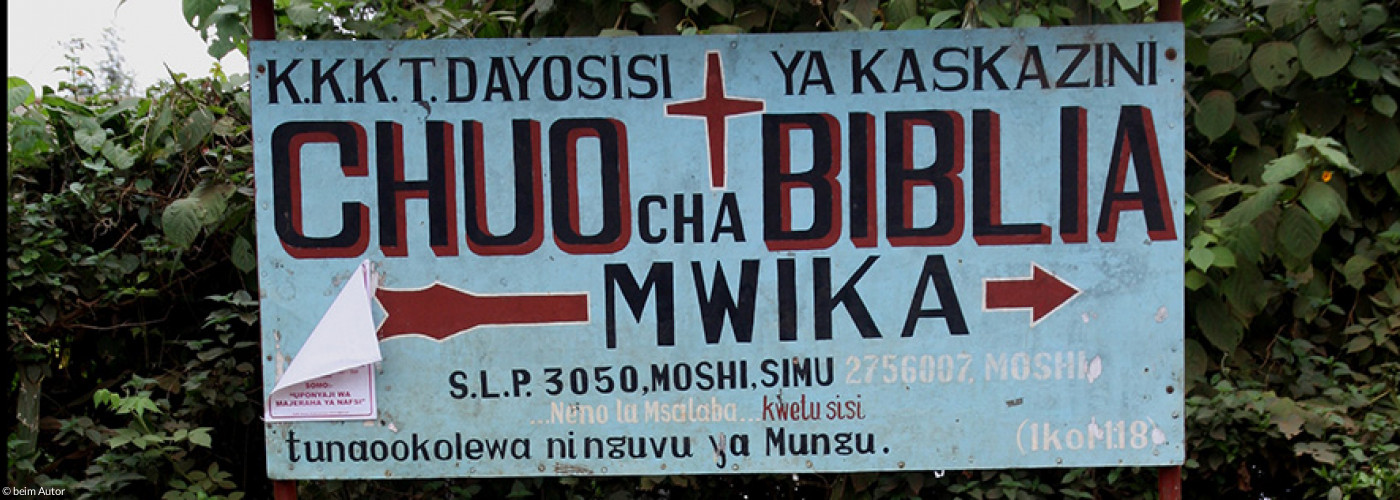 K.K.K.T. DAYOSISI YA KASKAZINI
CHUO CHA BIBLIA
MWIKA
S.L.P. 3050, MOSHI, SIMU 2756007, MOSHI
...Neno la Msalaba... kwetu sisi
tunaookolewa ni nguvu ya Mungu. (1kor1:18)
SOMO:-
"UPONYAJI WA
MAJERAHA YA NAFSI"
© beim Autor